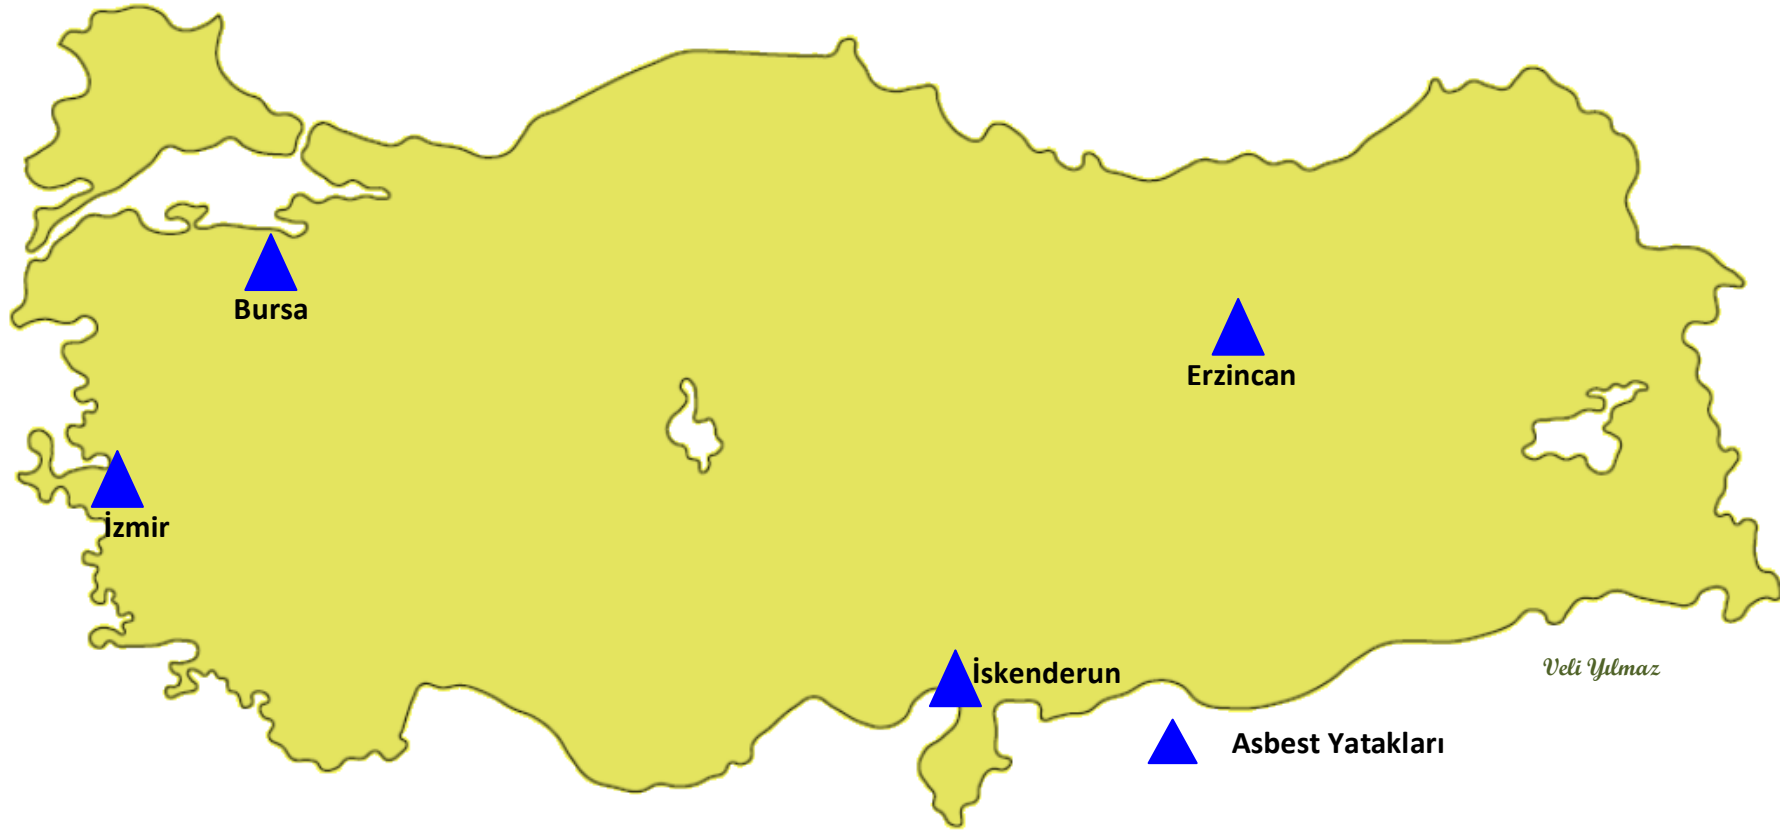 Bursa
Erzincan
İzmir
İskenderun
Veli Yılmaz
Asbest Yatakları